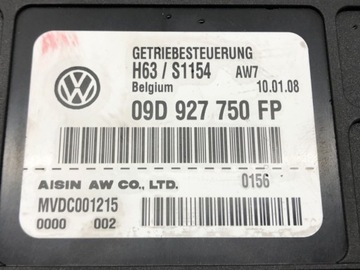 GETRIEBESTEUERUNG
H63 / S1154 AW7
Belgium 10.01.08
09D 927 750 FP
AISIN AW CO., LTD. 0156
MVDC001215
0000 002